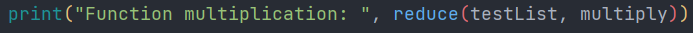 print("Function multiplication: ", reduce(testList, multiply))